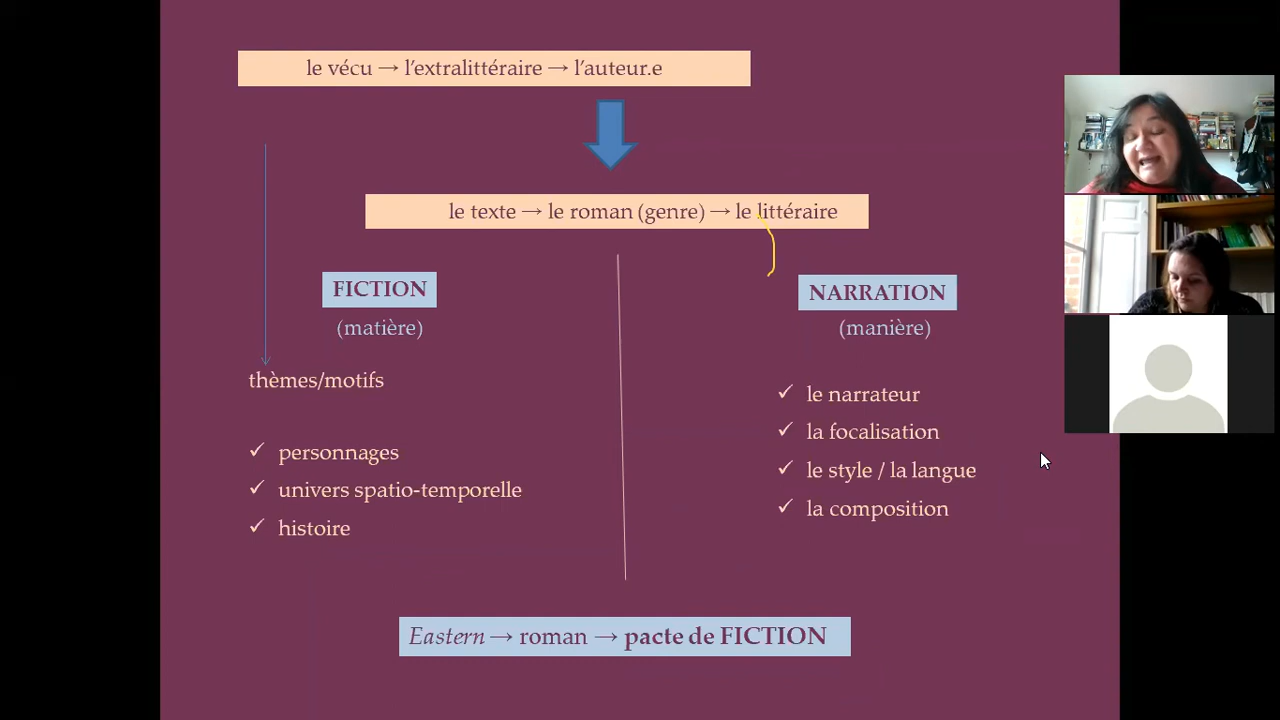 le vécu → l'extralittéraire → l'auteur.e
le texte → le roman (genre) → le littéraire
FICTION
(matière)
thèmes/motifs
✓ personnages
✓ univers spatio-temporelle
✓ histoire
NARRATION
(manière)
✓ le narrateur
✓ la focalisation
✓ le style / la langue
✓ la composition
Eastern → roman → pacte de FICTION